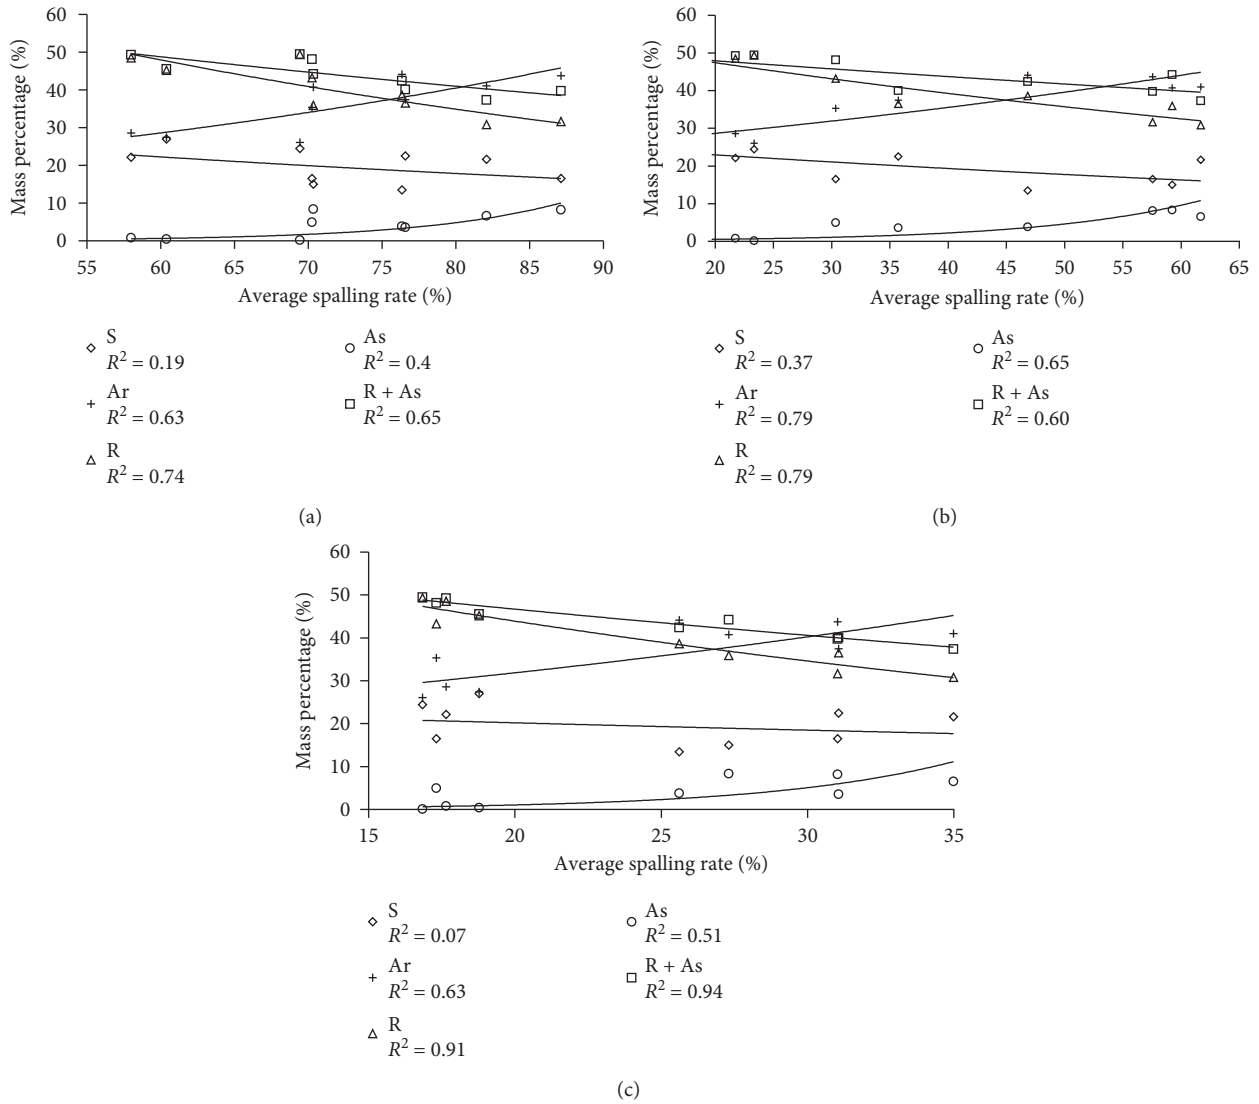 60
50
40
30
20
10
0
Mass percentage (%)
55 60 65 70 75 80 85 90
Average spalling rate (%)
S
R² = 0.19
Ar
R² = 0.63
R
R² = 0.74
As
R² = 0.4
R + As
R² = 0.65
(a)
60
50
40
30
20
10
0
Mass percentage (%)
20 25 30 35 40 45 50 55 60 65
Average spalling rate (%)
S
R² = 0.37
Ar
R² = 0.79
R
R² = 0.79
As
R² = 0.65
R + As
R² = 0.60
(b)
60
50
40
30
20
10
0
Mass percentage (%)
15 20 25 30 35
Average spalling rate (%)
S
R² = 0.07
Ar
R² = 0.63
R
R² = 0.91
As
R² = 0.51
R + As
R² = 0.94
(c)